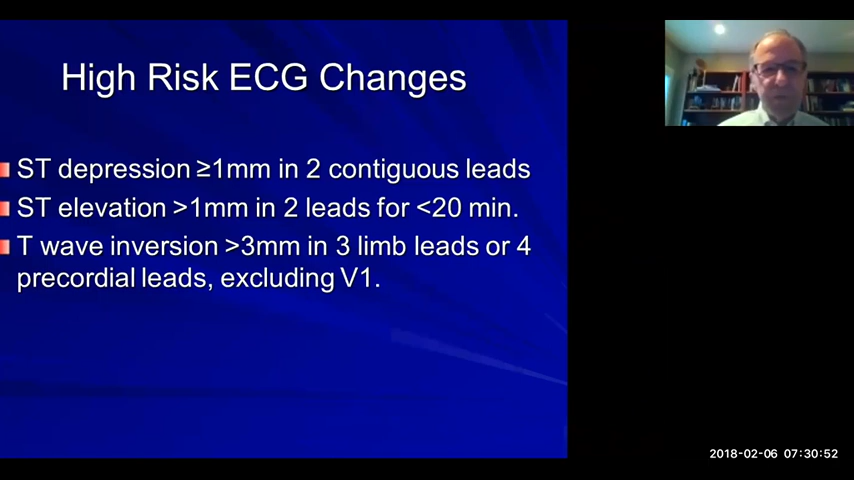 High Risk ECG Changes
ST depression ≥1mm in 2 contiguous leads
ST elevation >1mm in 2 leads for <20 min.
T wave inversion >3mm in 3 limb leads or 4
precordial leads, excluding V1.
2018-02-06 07:30:52